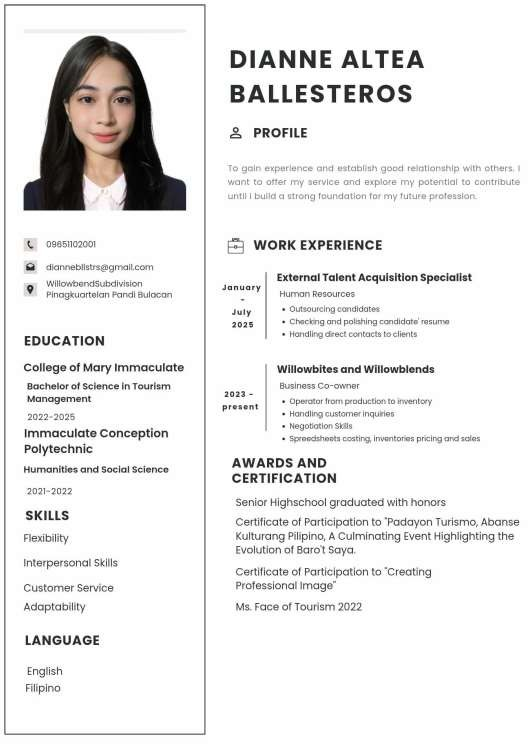 DIANNE ALTEA
BALLESTEROS
PROFILE
To gain experience and establish good relationship with others. I
want to offer my service and explore my potential to contribute
until i build a strong foundation for my future profession.
09651102001
diannebllstrs@gmail.com
WillowbendSubdivision
Pinagkuartelan Pandi Bulacan
EDUCATION
College of Mary Immaculate
Bachelor of Science in Tourism
Management
2022-2025
Immaculate Conception
Polytechnic
Humanities and Social Science
2021-2022
SKILLS
Flexibility
Interpersonal Skills
Customer Service
Adaptability
LANGUAGE
English
Filipino
WORK EXPERIENCE
January
-
July
2025
External Talent Acquisition Specialist
Human Resources
• Outsourcing candidates
• Checking and polishing candidate' resume
• Handling direct contacts to clients
2023 -
present
Willowbites and Willowblends
Business Co-owner
• Operator from production to inventory
• Handling customer inquiries
• Negotiation Skills
• Spreedsheets costing, inventories pricing and sales
AWARDS AND
CERTIFICATION
Senior Highschool graduated with honors
Certificate of Participation to "Padayon Turismo, Abanse
Kulturang Pilipino, A Culminating Event Highlighting the
Evolution of Baro't Saya.
Certificate of Participation to "Creating
Professional Image"
Ms. Face of Tourism 2022